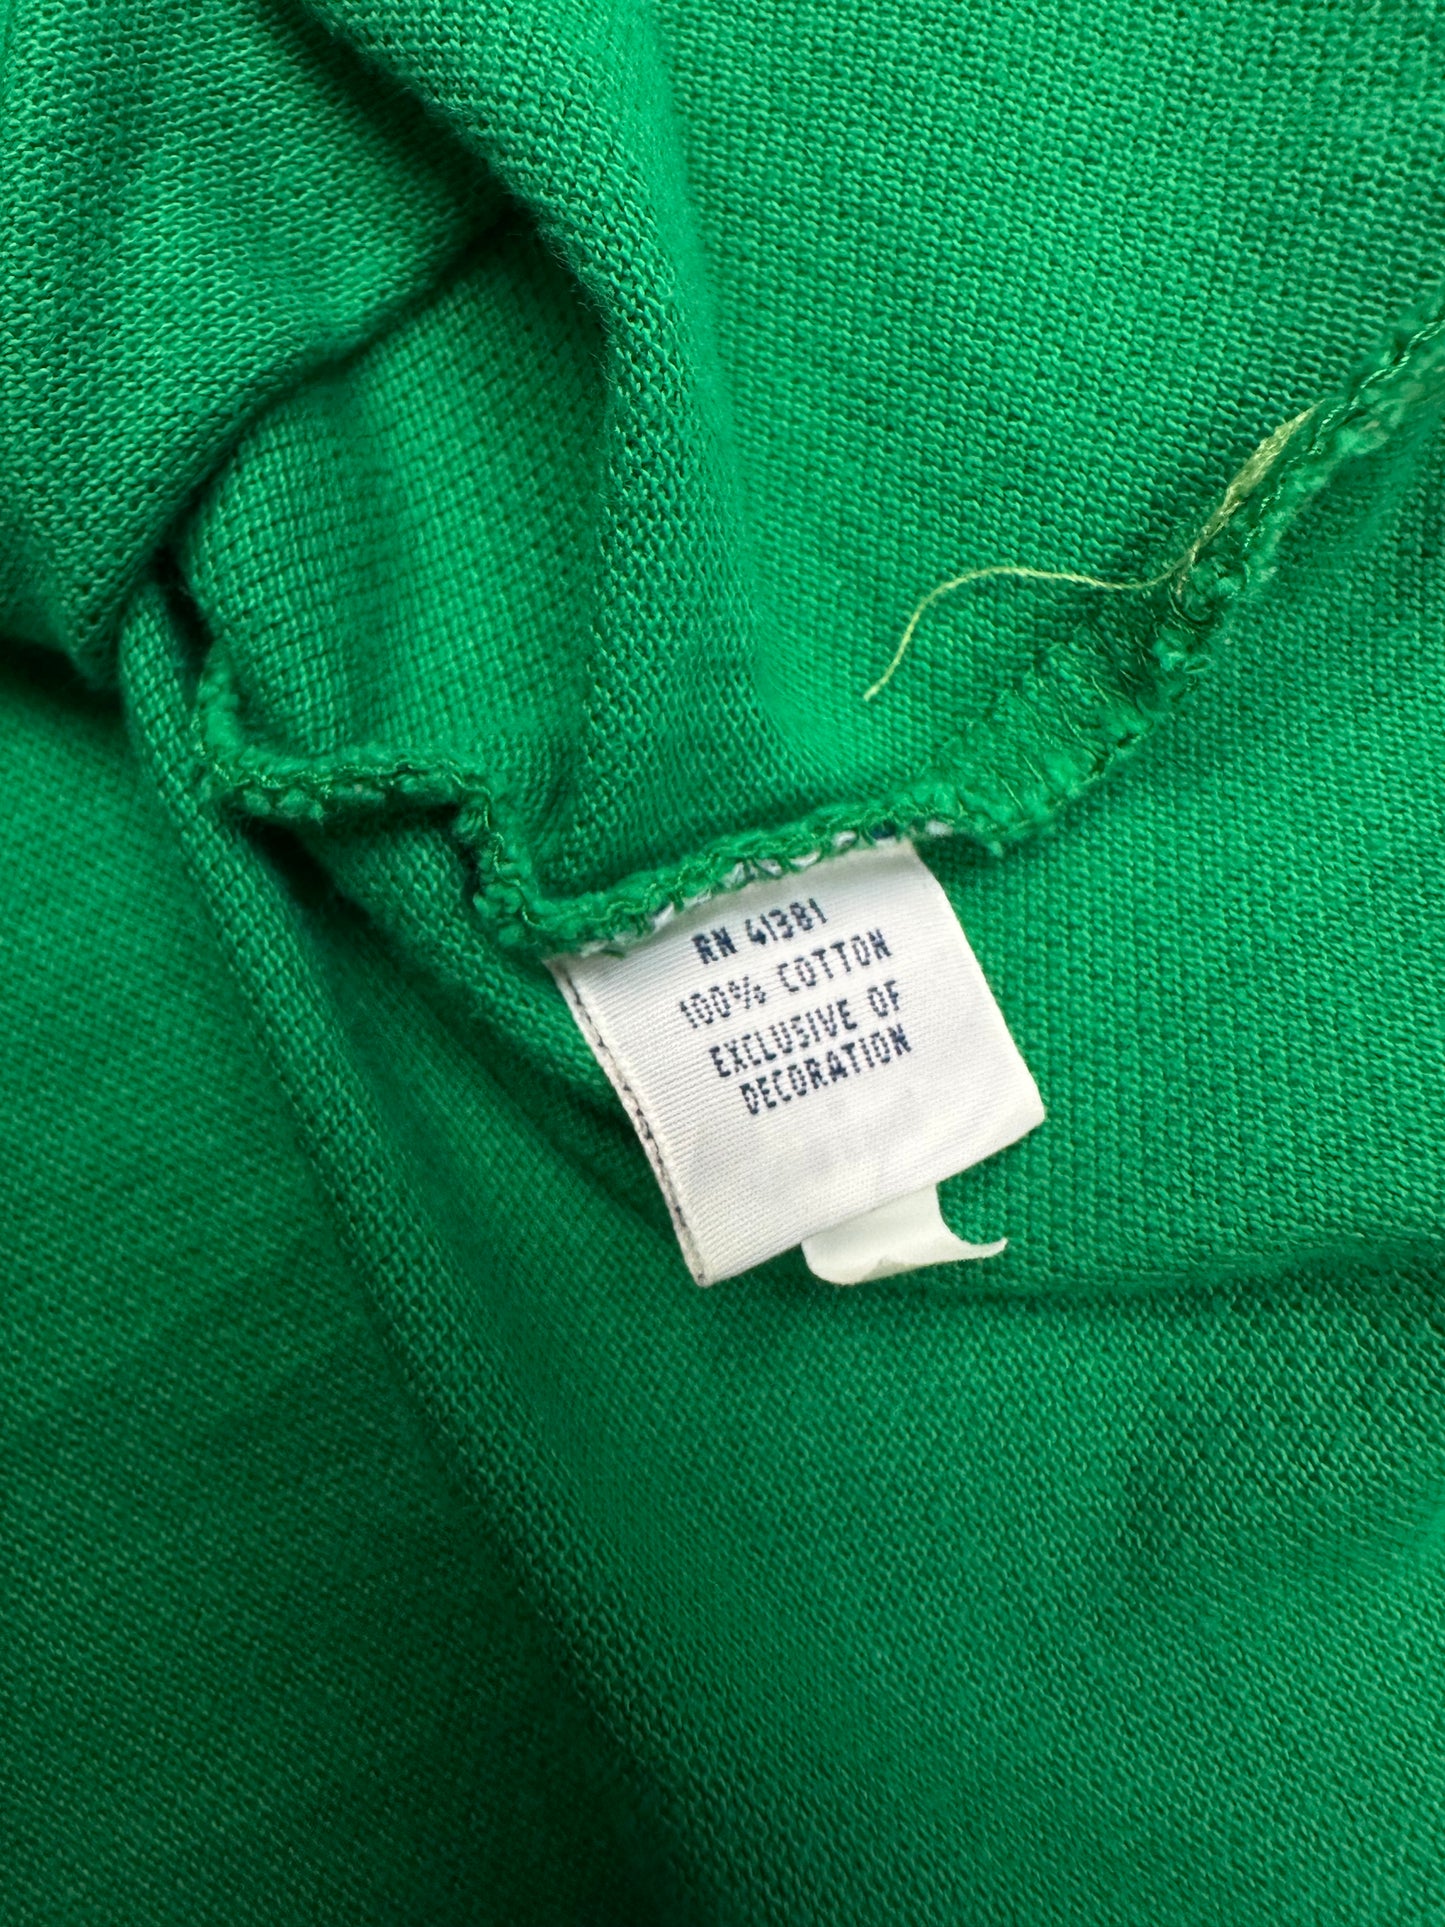 RN 41381
100% COTTON
EXCLUSIVE OF
DECORATION